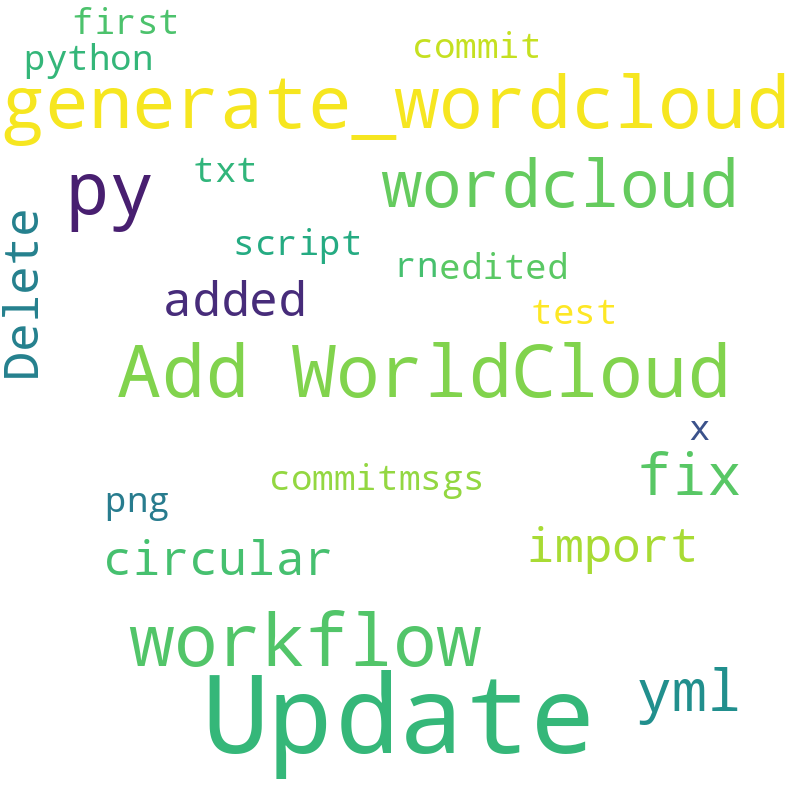 first
python
commit
generate_wordcloud
py
txt
wordcloud
Delete
script
rnedited
added
test
Add WorldCloud
x
fix
commitmsgs
png
import
circular
workflow
Update
yml